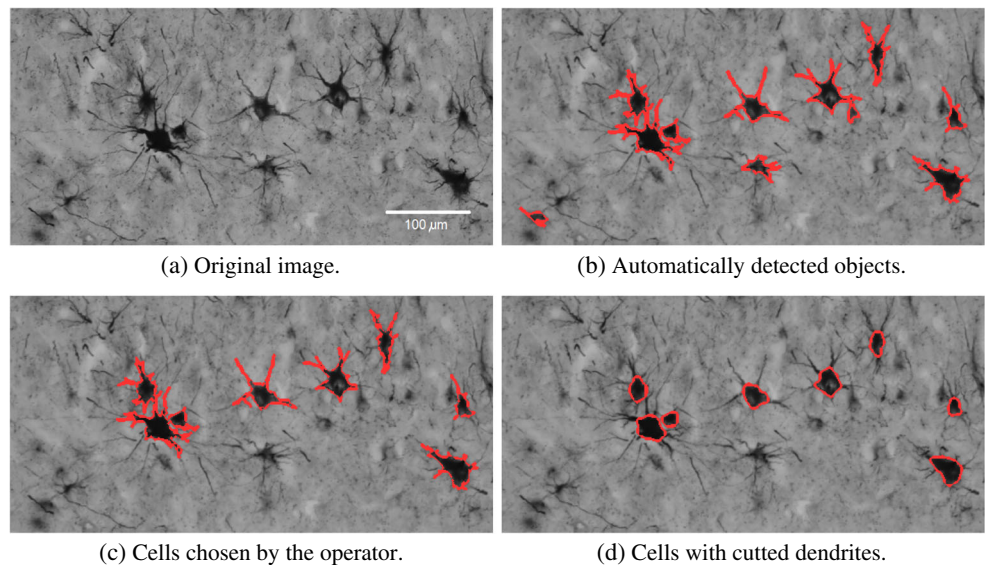 100 µm
(a) Original image.
(b) Automatically detected objects.
(c) Cells chosen by the operator.
(d) Cells with cutted dendrites.